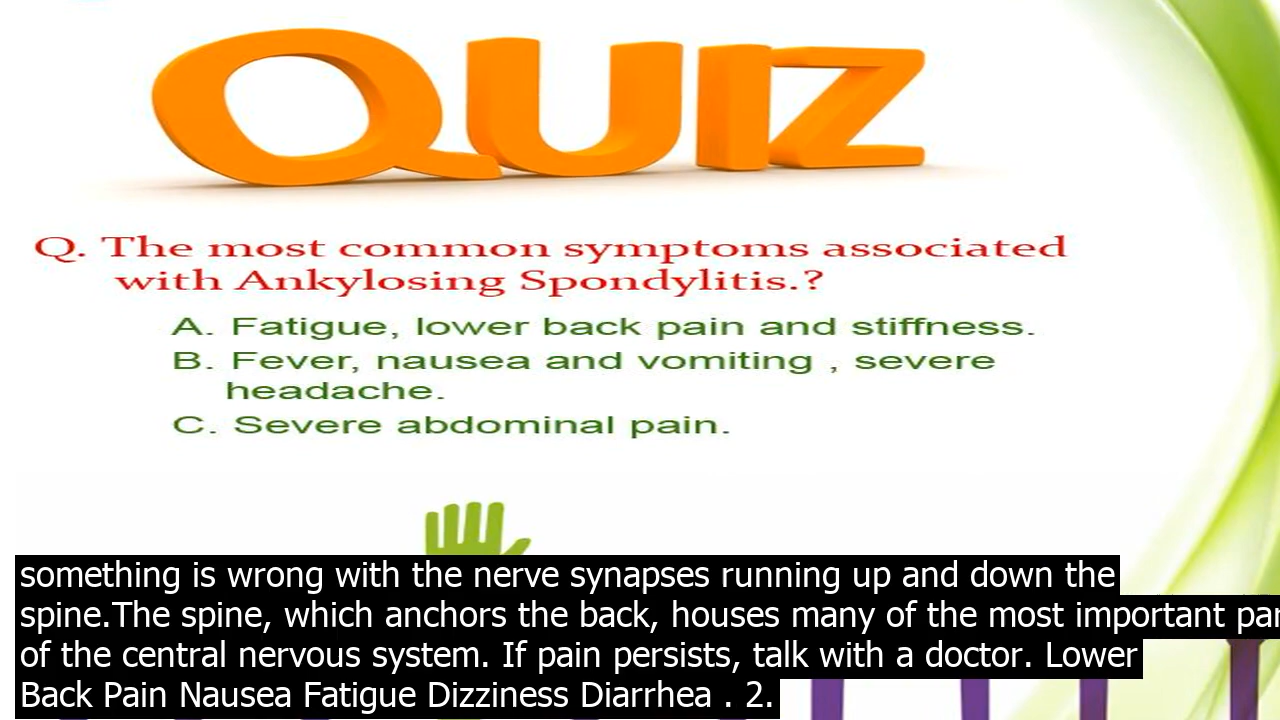 QUIZ
Q. The most common symptoms associated
with Ankylosing Spondylitis.?
A. Fatigue, lower back pain and stiffness.
B. Fever, nausea and vomiting , severe
headache.
C. Severe abdominal pain.
something is wrong with the nerve synapses running up and down the
spine.The spine, which anchors the back, houses many of the most important par
of the central nervous system. If pain persists, talk with a doctor. Lower
Back Pain Nausea Fatigue Dizziness Diarrhea . 2.